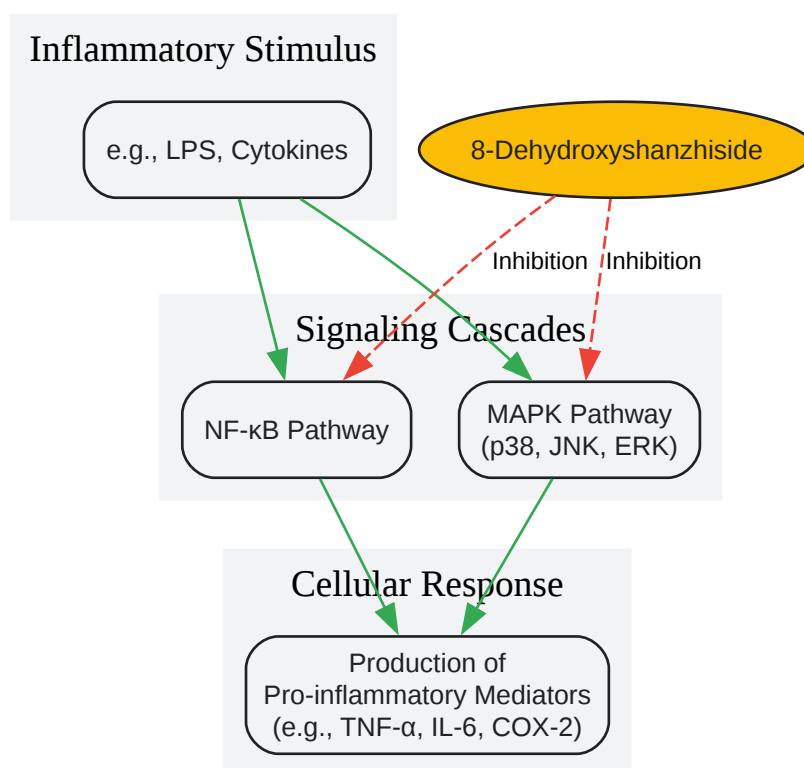 Inflammatory Stimulus
e.g., LPS, Cytokines
8-Dehydroxyshanzhiside
Inhibition
Inhibition
Signaling Cascades
NF-κB Pathway
MAPK Pathway
(p38, JNK, ERK)
Cellular Response
Production of
Pro-inflammatory Mediators
(e.g., TNF-α, IL-6, COX-2)